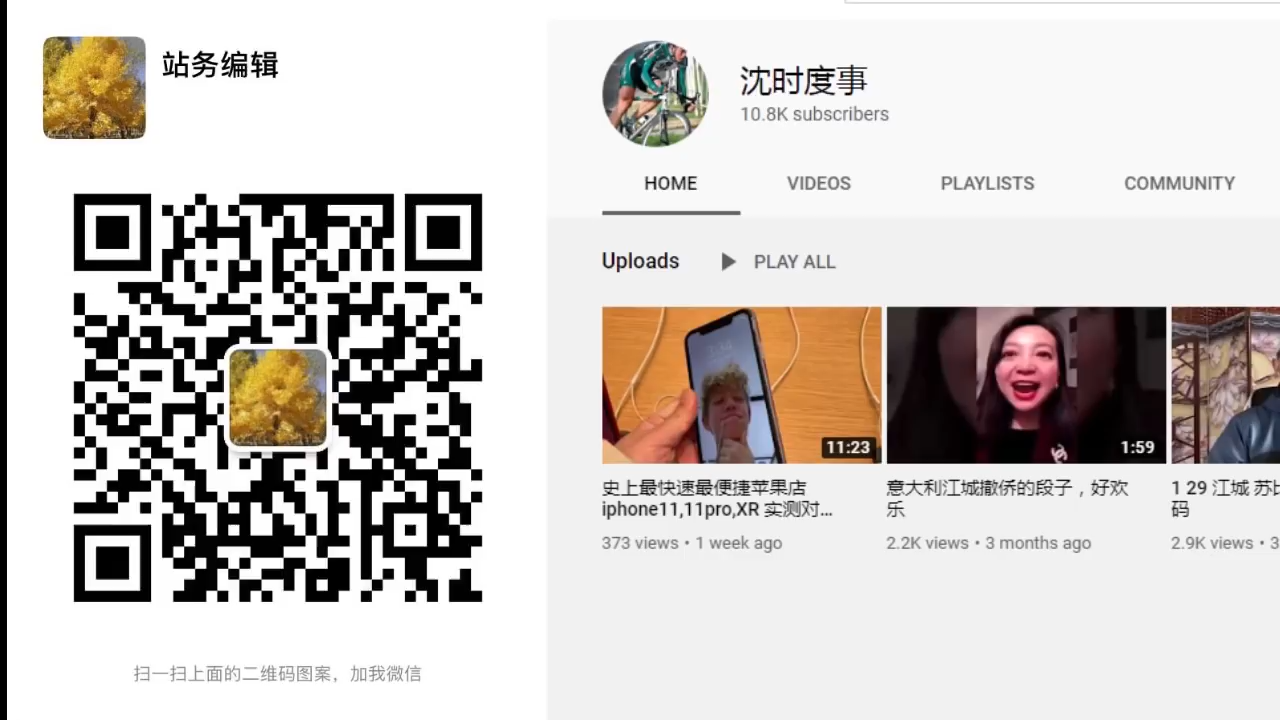 站务编辑
扫一扫上面的二维码图案，加我微信
沈时度事
10.8K subscribers
HOME
VIDEOS
PLAYLISTS
COMMUNITY
Uploads
PLAY ALL
11:23
1:59
史上最快速最便捷苹果店
iphone11,11pro,XR 实测对...
373 views • 1 week ago
意大利江城撤侨的段子，好欢
乐
2.2K views • 3 months ago
1 29 江城 苏
码
2.9K views • 3